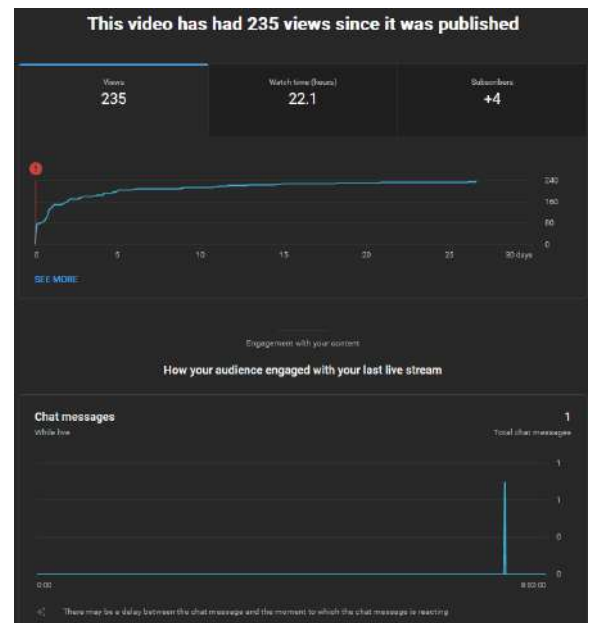 This video has had 235 views since it was published
Views
235
Watch time (hours)
22.1
Subscribers
+4
240
160
80
0
0
5
10
15
20
25
30 days
SEE MORE
Engagement with your content
How your audience engaged with your last live stream
Chat messages
While live
1
Total chat messages
1
1
0
0
0:00
8:00:00
There may be a delay between the chat message and the moment to which the chat message is reacting